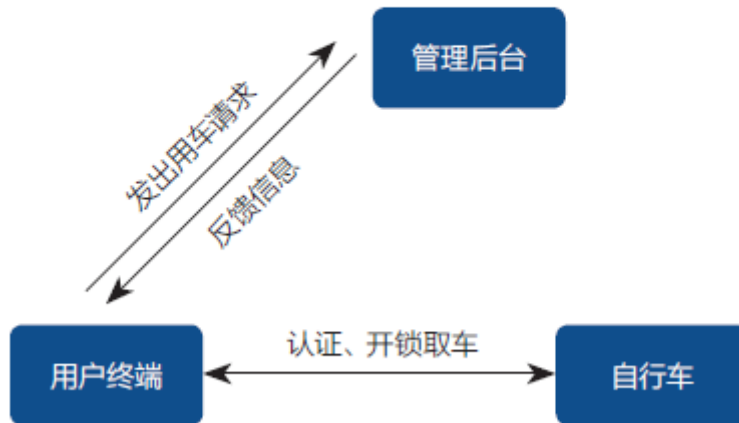 管理后台
发出用车请求
反馈信息
用户终端
认证、开锁取车
自行车